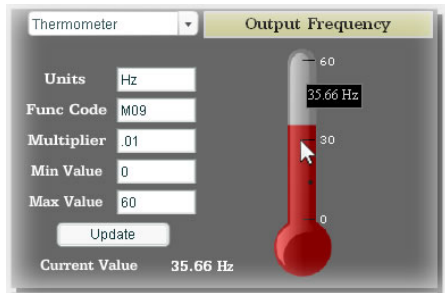 Thermometer
Output Frequency
Units Hz
Func Code M09
Multiplier .01
Min Value 0
Max Value 60
Update
Current Value 35.66 Hz
60
35.66 Hz
30
0